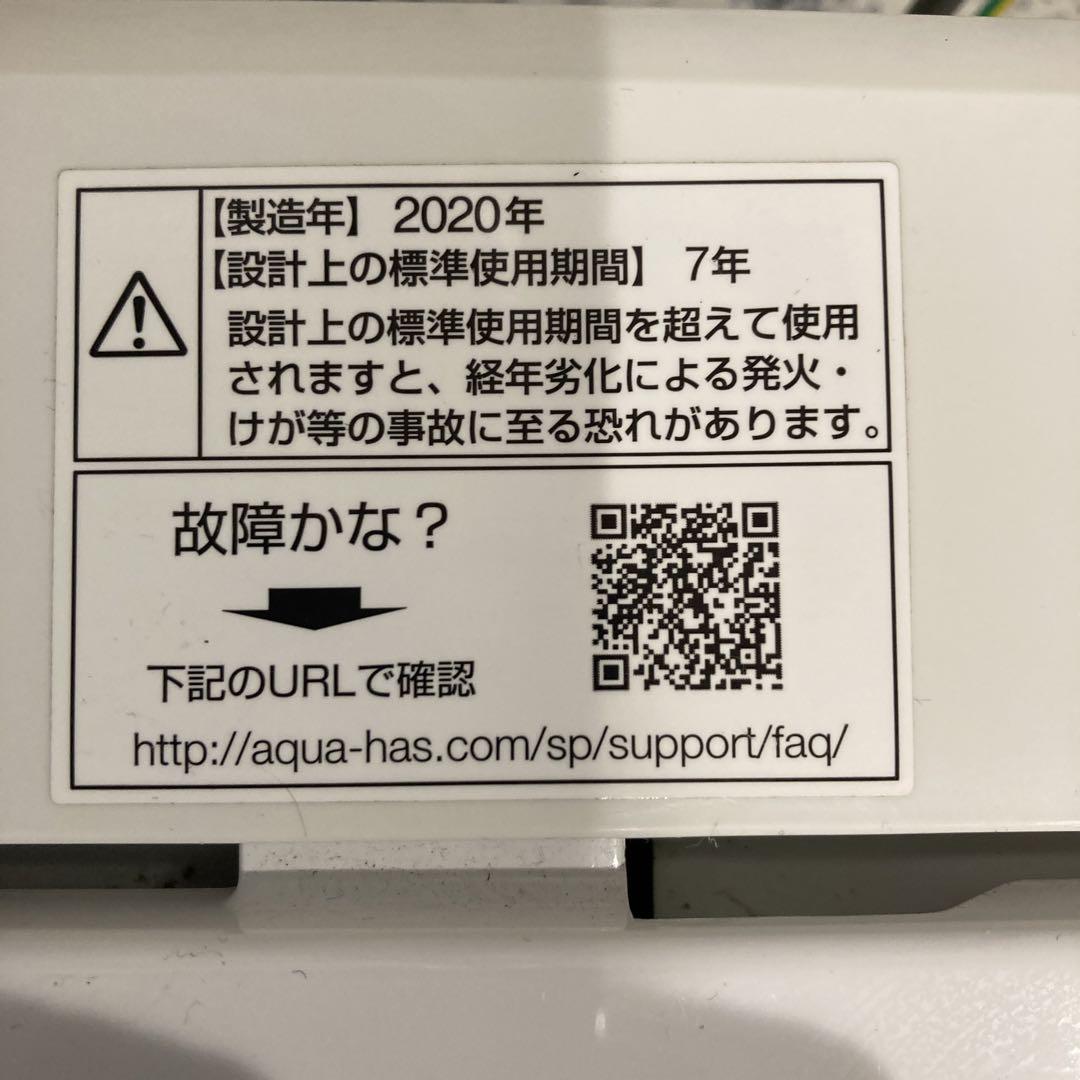 【製造年】 2020年
【設計上の標準使用期間】 7年
設計上の標準使用期間を超えて使用
されますと、経年劣化による発火・
けが等の事故に至る恐れがあります。
故障かな？
下記のURLで確認
http://aqua-has.com/sp/support/faq/